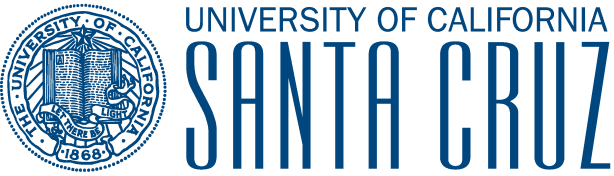 THE UNIVERSITY OF CALIFORNIA
LET THERE BE LIGHT
1868
UNIVERSITY OF CALIFORNIA
SANTA CRUZ